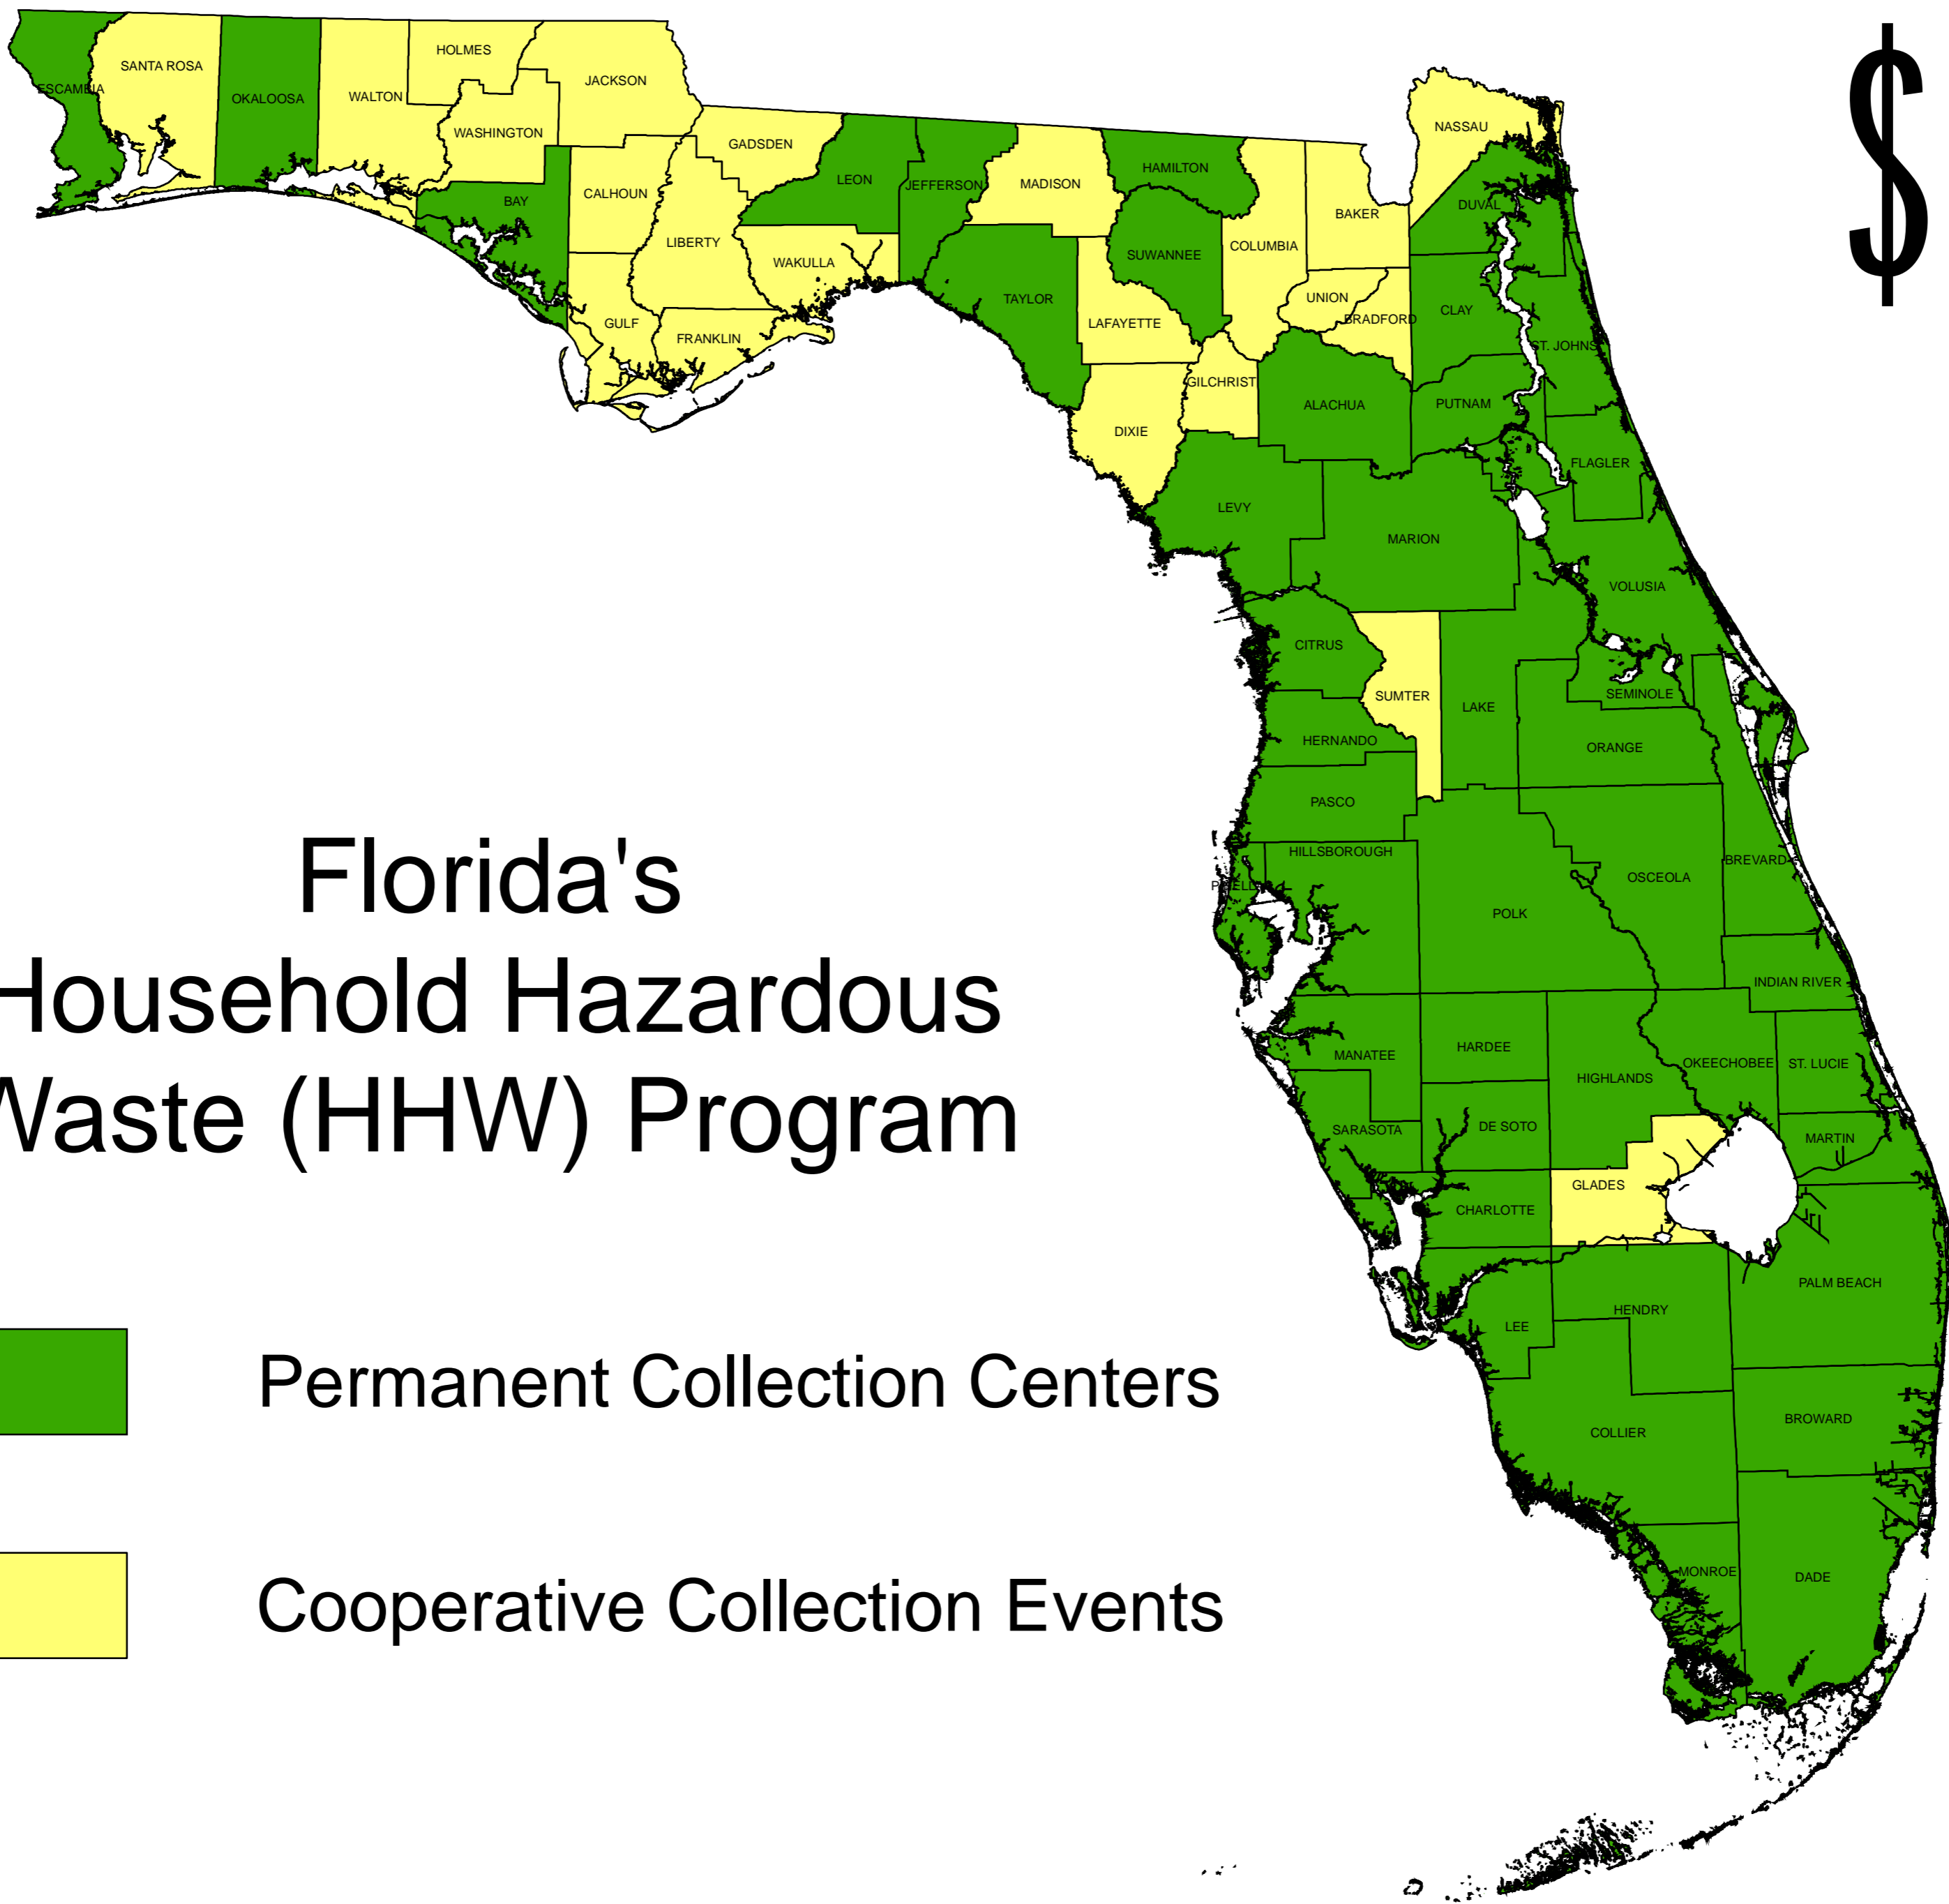 $
HOLMES
SANTA ROSA
JACKSON
ESCAMBIA
OKALOOSA
WALTON
WASHINGTON
NASSAU
GADSDEN
HAMILTON
LEON
JEFFERSON
MADISON
CALHOUN
BAY
DUVAL
BAKER
LIBERTY
COLUMBIA
SUWANNEE
WAKULLA
TAYLOR
UNION
CLAY
BRADFORD
GULF
LAFAYETTE
FRANKLIN
ST. JOHNS
GILCHRIST
ALACHUA
PUTNAM
DIXIE
FLAGLER
LEVY
MARION
VOLUSIA
CITRUS
SUMTER
SEMINOLE
LAKE
HERNANDO
ORANGE
PASCO
HILLSBOROUGH
BREVARD
OSCEOLA
POLK
INDIAN RIVER
HARDEE
MANATEE
OKEECHOBEE
ST. LUCIE
HIGHLANDS
DE SOTO
SARASOTA
MARTIN
GLADES
CHARLOTTE
PALM BEACH
HENDRY
LEE
BROWARD
COLLIER
MONROE
DADE
Florida's
Household Hazardous
Waste (HHW) Program
Permanent Collection Centers
Cooperative Collection Events